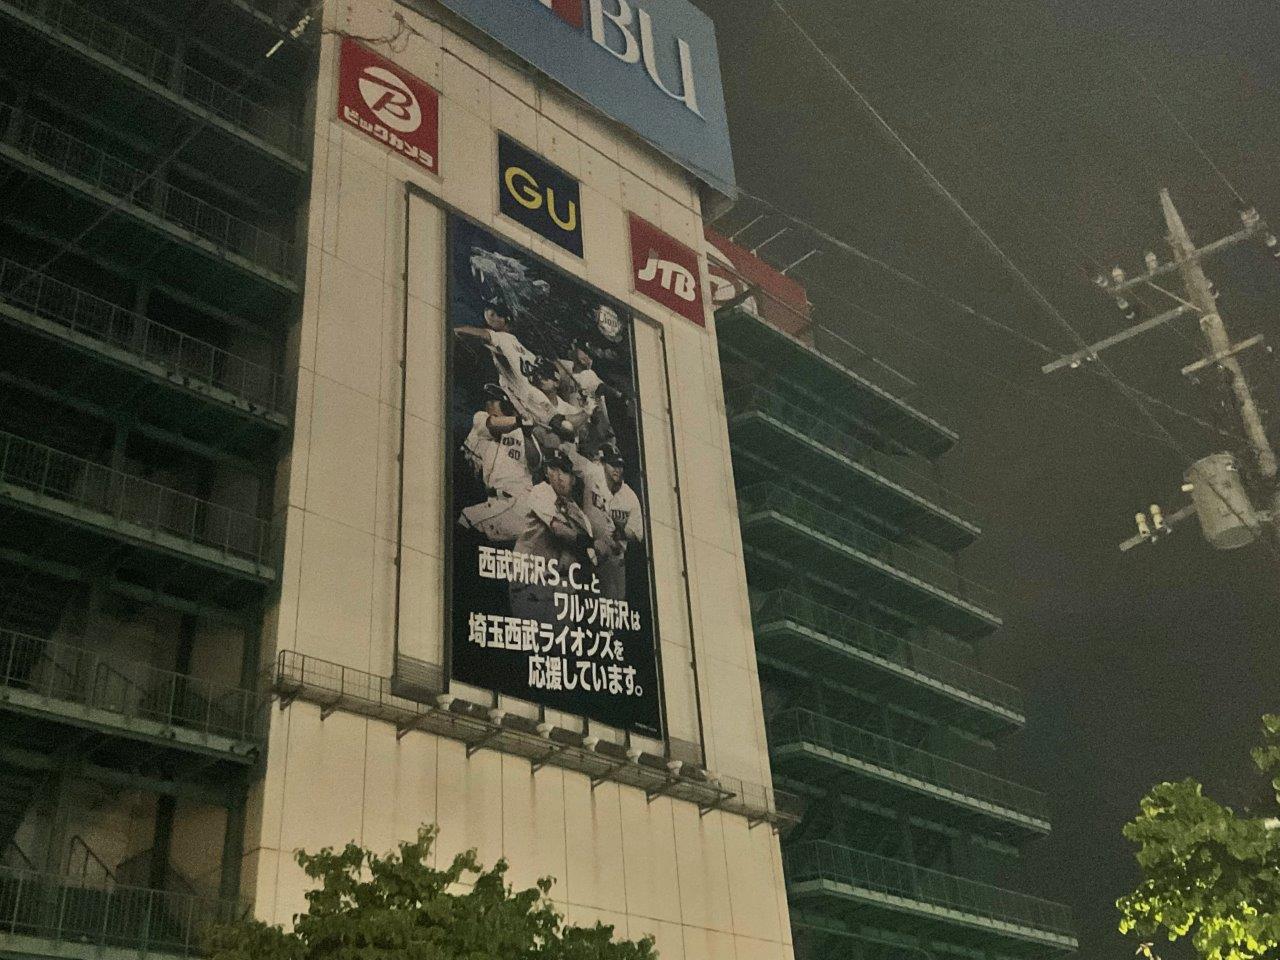 BU
B
ビックカメラ
GU
JTB
Lions
60
西武所沢S.C.と
ワルツ所沢は
埼玉西武ライオンズを
応援しています。